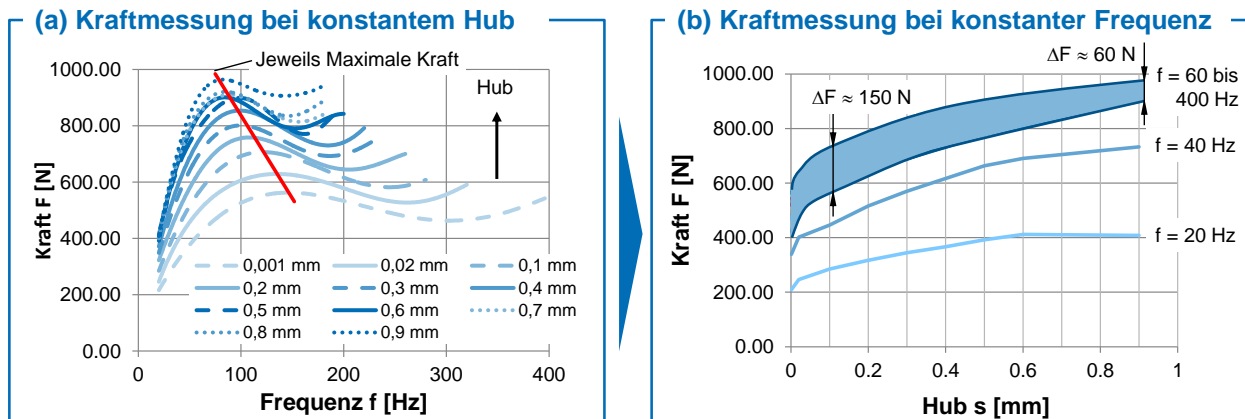 (a) Kraftmessung bei konstantem Hub
Jeweils Maximale Kraft
Hub
Kraft F [N]
1000.00
800.00
600.00
400.00
200.00
0.00
0,001 mm
0,02 mm
0,1 mm
0,2 mm
0,3 mm
0,4 mm
0,5 mm
0,6 mm
0,7 mm
0,8 mm
0,9 mm
0
100
200
300
400
Frequenz f [Hz]
(b) Kraftmessung bei konstanter Frequenz
ΔF ≈ 60 N
ΔF ≈ 150 N
f = 60 bis
400 Hz
f = 40 Hz
f = 20 Hz
Kraft F [N]
1000.00
800.00
600.00
400.00
200.00
0.00
0
0.2
0.4
0.6
0.8
1
Hub s [mm]